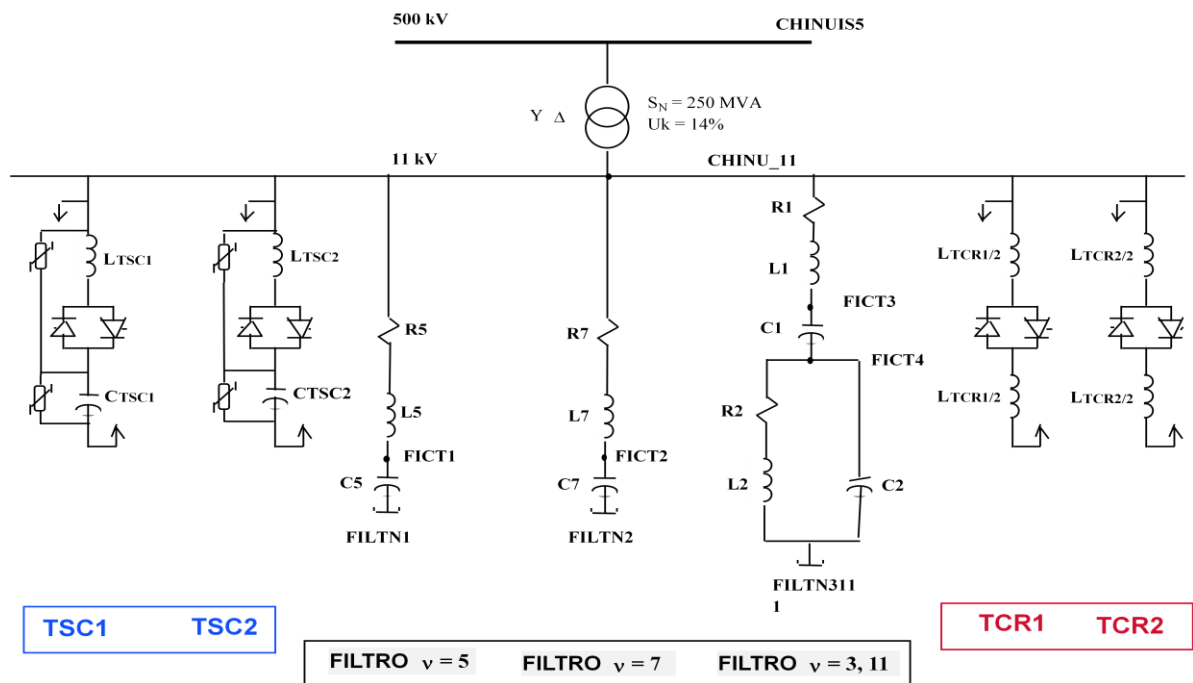 500 kV
CHINUIS5
Y Δ
S_N = 250 MVA
Uk = 14%
11 kV
CHINU_11
LTSC1
CTSC1
LTSC2
CTSC2
R5
L5
FICT1
C5
FILTN1
R7
L7
FICT2
C7
FILTN2
R1
L1
FICT3
C1
FICT4
R2
L2
C2
FILTN311
1
LTCR1/2
LTCR2/2
LTCR1/2
LTCR2/2
TSC1 TSC2
TCR1 TCR2
FILTRO ν = 5 FILTRO ν = 7 FILTRO ν = 3, 11